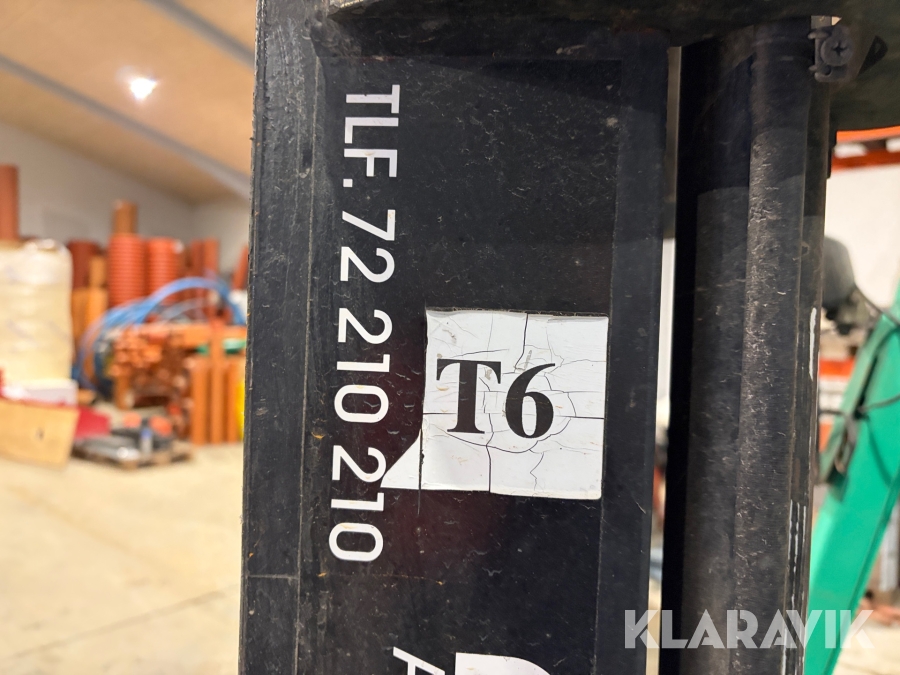 TLF. 72 210 210
T6
A
KLARAVIK